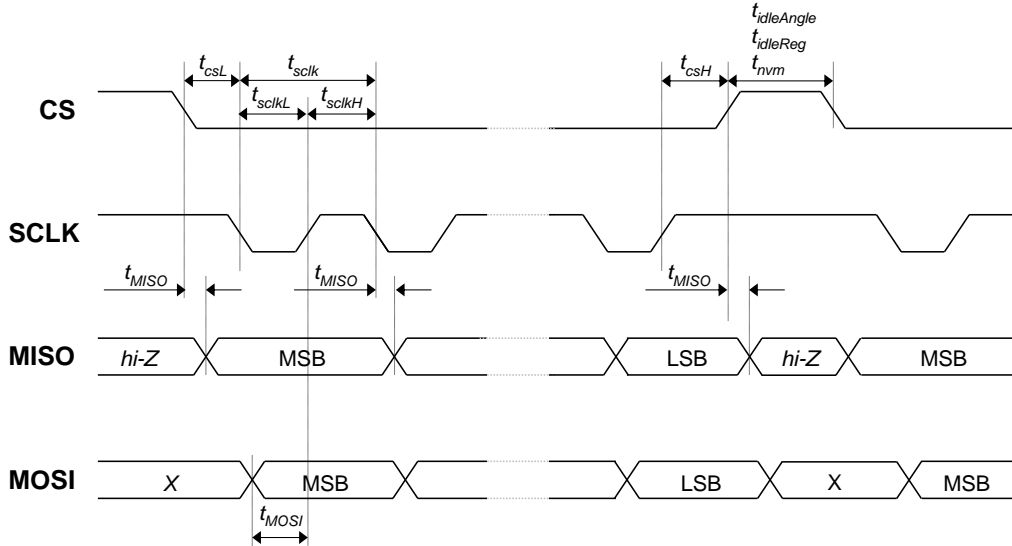 t_idleAngle
t_idleReg
t_csL t_sclk t_csH t_nvm
t_sclkL t_sclkH
CS
SCLK
t_MISO t_MISO t_MISO
MISO hi-Z MSB LSB hi-Z MSB
MOSI X MSB LSB X MSB
t_MOSI